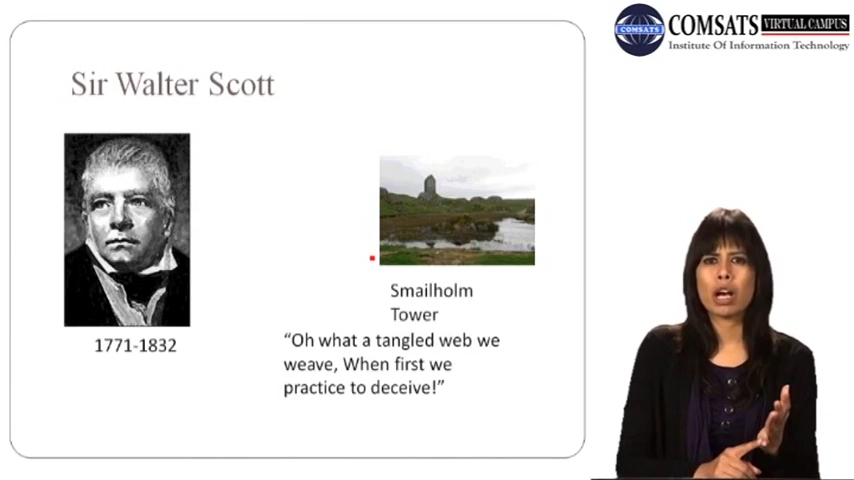 COMSATS VIRTUAL CAMPUS
COMSATS
Institute Of Information Technology
Sir Walter Scott
1771-1832
Smailholm
Tower
“Oh what a tangled web we
weave, When first we
practice to deceive!”